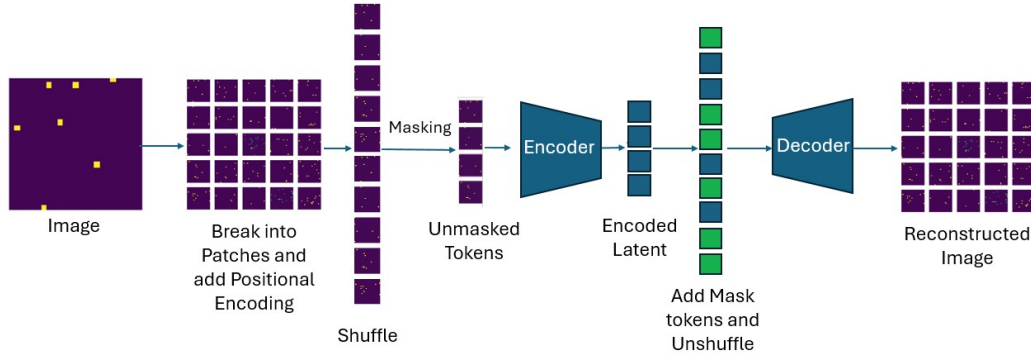 Image
Break into
Patches and
add Positional
Encoding
Shuffle
Masking
Unmasked
Tokens
Encoder
Encoded
Latent
Add Mask
tokens and
Unshuffle
Decoder
Reconstructed
Image